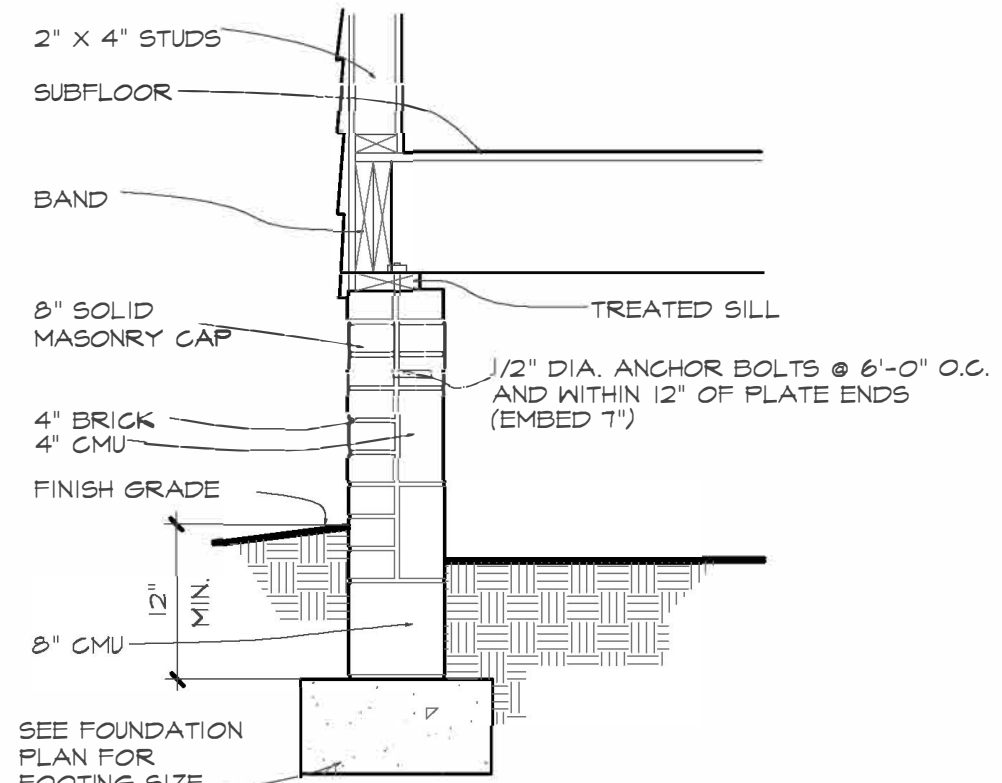 2" X 4" STUDS
SUBFLOOR
BAND
TREATED SILL
8" SOLID
MASONRY CAP
1/2" DIA. ANCHOR BOLTS @ 6'-0" O.C.
AND WITHIN 12" OF PLATE ENDS
(EMBED 7")
4" BRICK
4" CMU
FINISH GRADE
12"
MIN.
8" CMU
SEE FOUNDATION
PLAN FOR
FOOTING SIZE